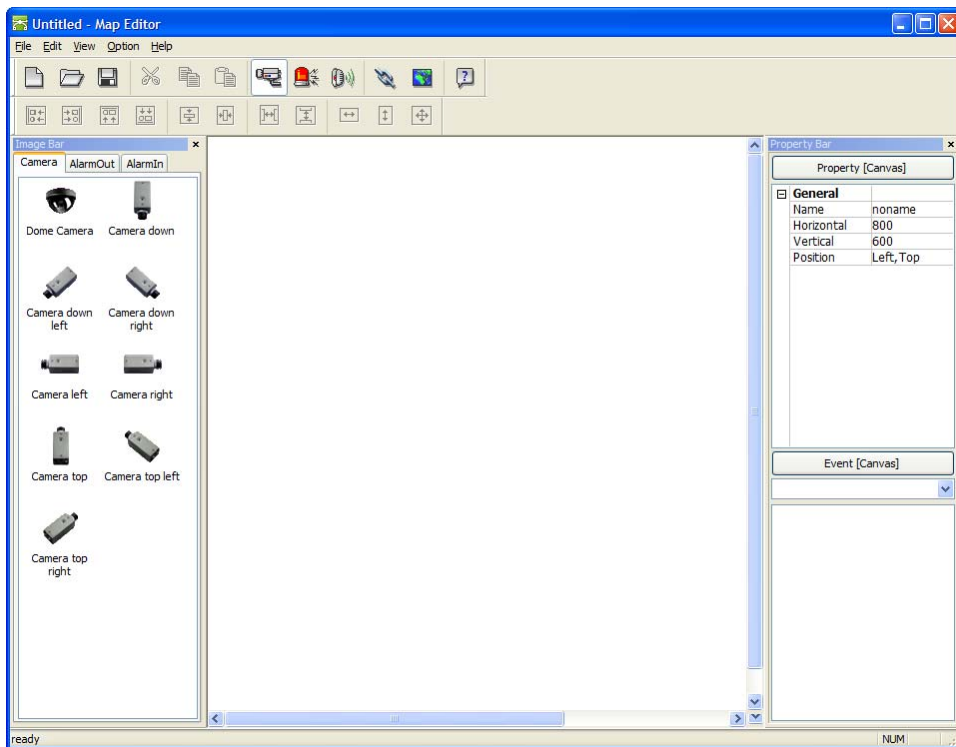 Untitled - Map Editor
File Edit View Option Help
Image Bar
Camera AlarmOut AlarmIn
Dome Camera Camera down
Camera down left Camera down right
Camera left Camera right
Camera top Camera top left
Camera top right
Property Bar
Property [Canvas]
General
Name noname
Horizontal 800
Vertical 600
Position Left,Top
Event [Canvas]
ready NUM